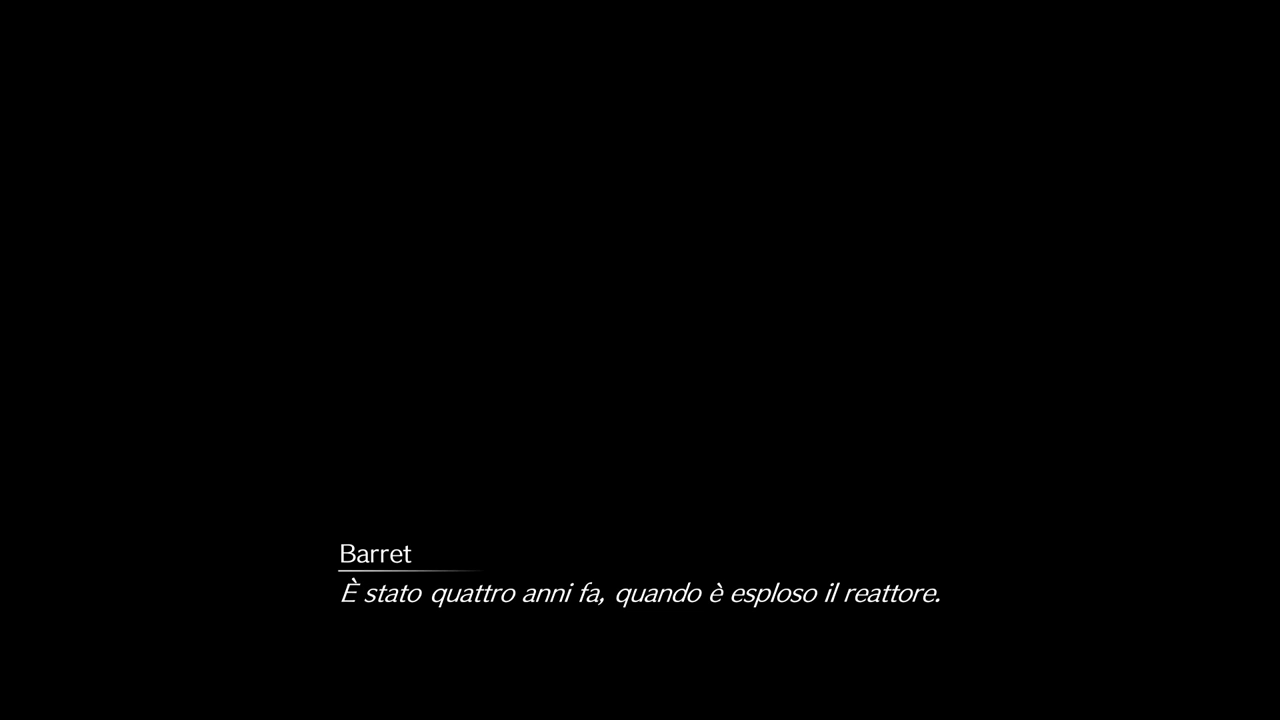 Barret
È stato quattro anni fa, quando è esploso il reattore.